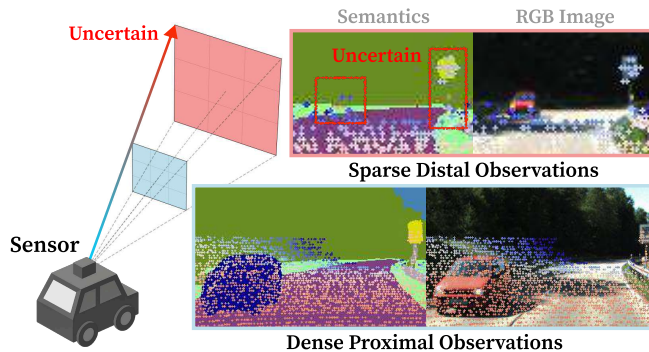 Semantics
RGB Image
Uncertain
Uncertain
Sparse Distal Observations
Sensor
Dense Proximal Observations